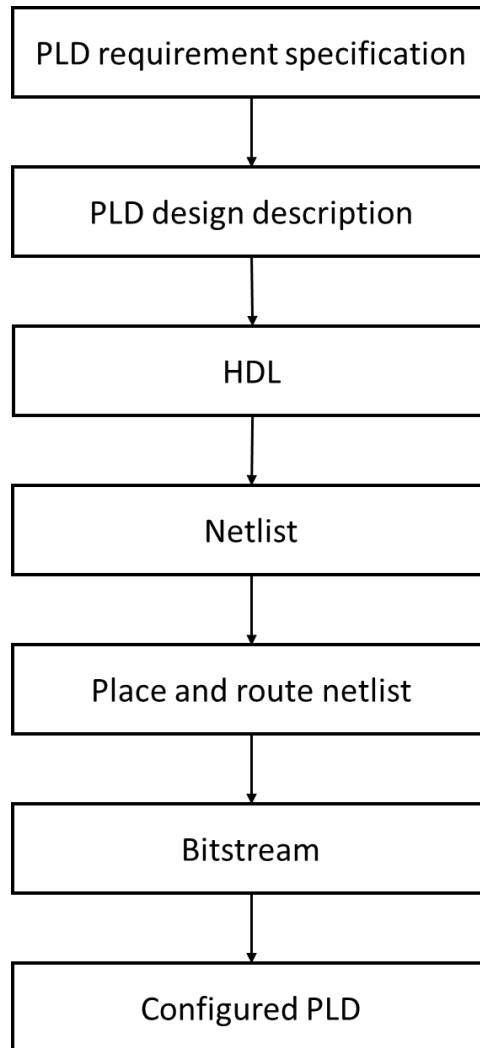 PLD requirement specification
PLD design description
HDL
Netlist
Place and route netlist
Bitstream
Configured PLD